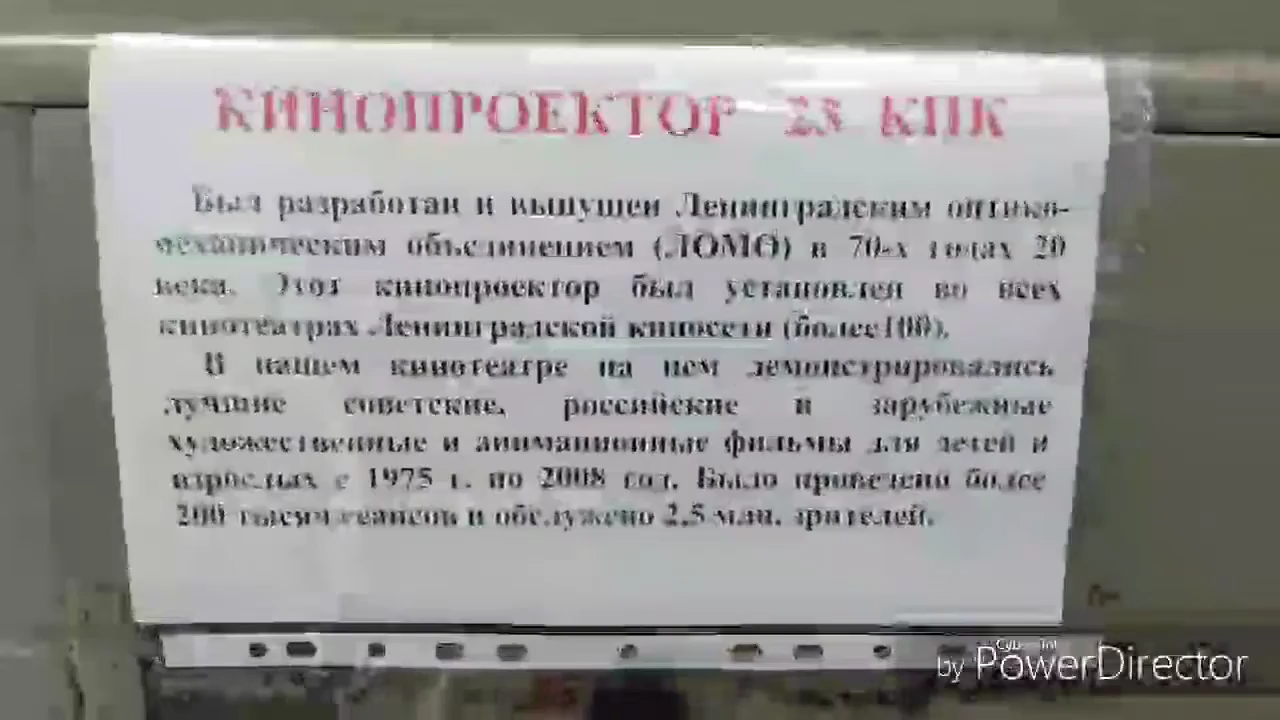 КИНОПРОЕКТОР 23 КПК
Был разработан и выпущен Ленинградским оптико-
механическим объединением (ЛОМО) в 70-х годах 20
века. Этот кинопроектор был установлен во всех
кинотеатрах Ленинградской киносети (более100).
В нашем кинотеатре на нем демонстрировались
лучшие советские, российские и зарубежные
художественные и анимационные фильмы для детей и
взрослых с 1975 г. по 2008 год. Было проведено более
200 тысяч сеансов и обслужено 2,5 млн. зрителей.
by PowerDirector